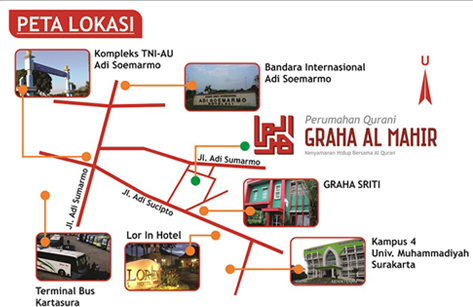 PETA LOKASI
Kompleks TNI-AU
Adi Soemarmo
Bandara Internasional
Adi Soemarmo
U
ADI SOEMARMO
Perumahan Qurani
GRAHA AL MAHIR
Kenyamanan Hidup Bersama Al Quran
Jl. Adi Sumarmo
Jl. Adi Sumarmo
Jl. Adi Sucipto
GRAHA SRITI
Lor In Hotel
LOR IN
Terminal Bus
Kartasura
Kampus 4
Univ. Muhammadiyah
Surakarta